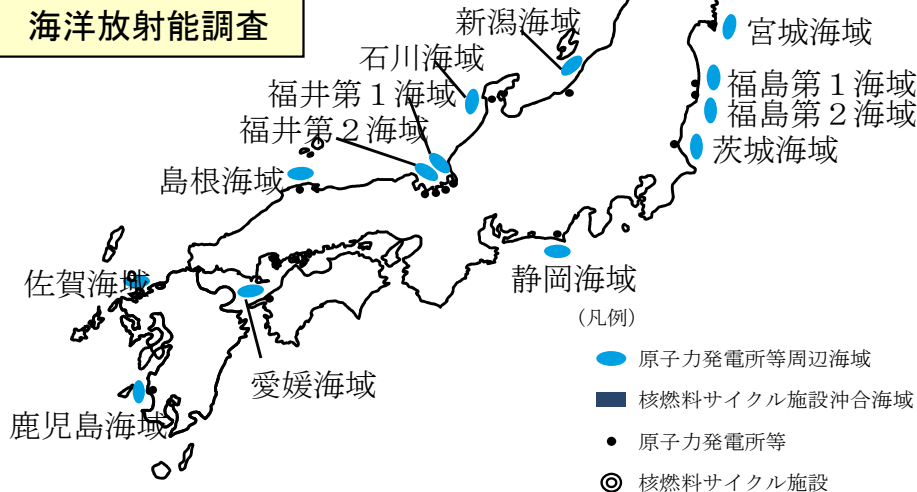 海洋放射能調査
新潟海域
宮城海域
石川海域
福島第１海域
福井第１海域
福島第２海域
福井第２海域
茨城海域
島根海域
佐賀海域
静岡海域
（凡例）
原子力発電所等周辺海域
愛媛海域
核燃料サイクル施設沖合海域
鹿児島海域
原子力発電所等
核燃料サイクル施設